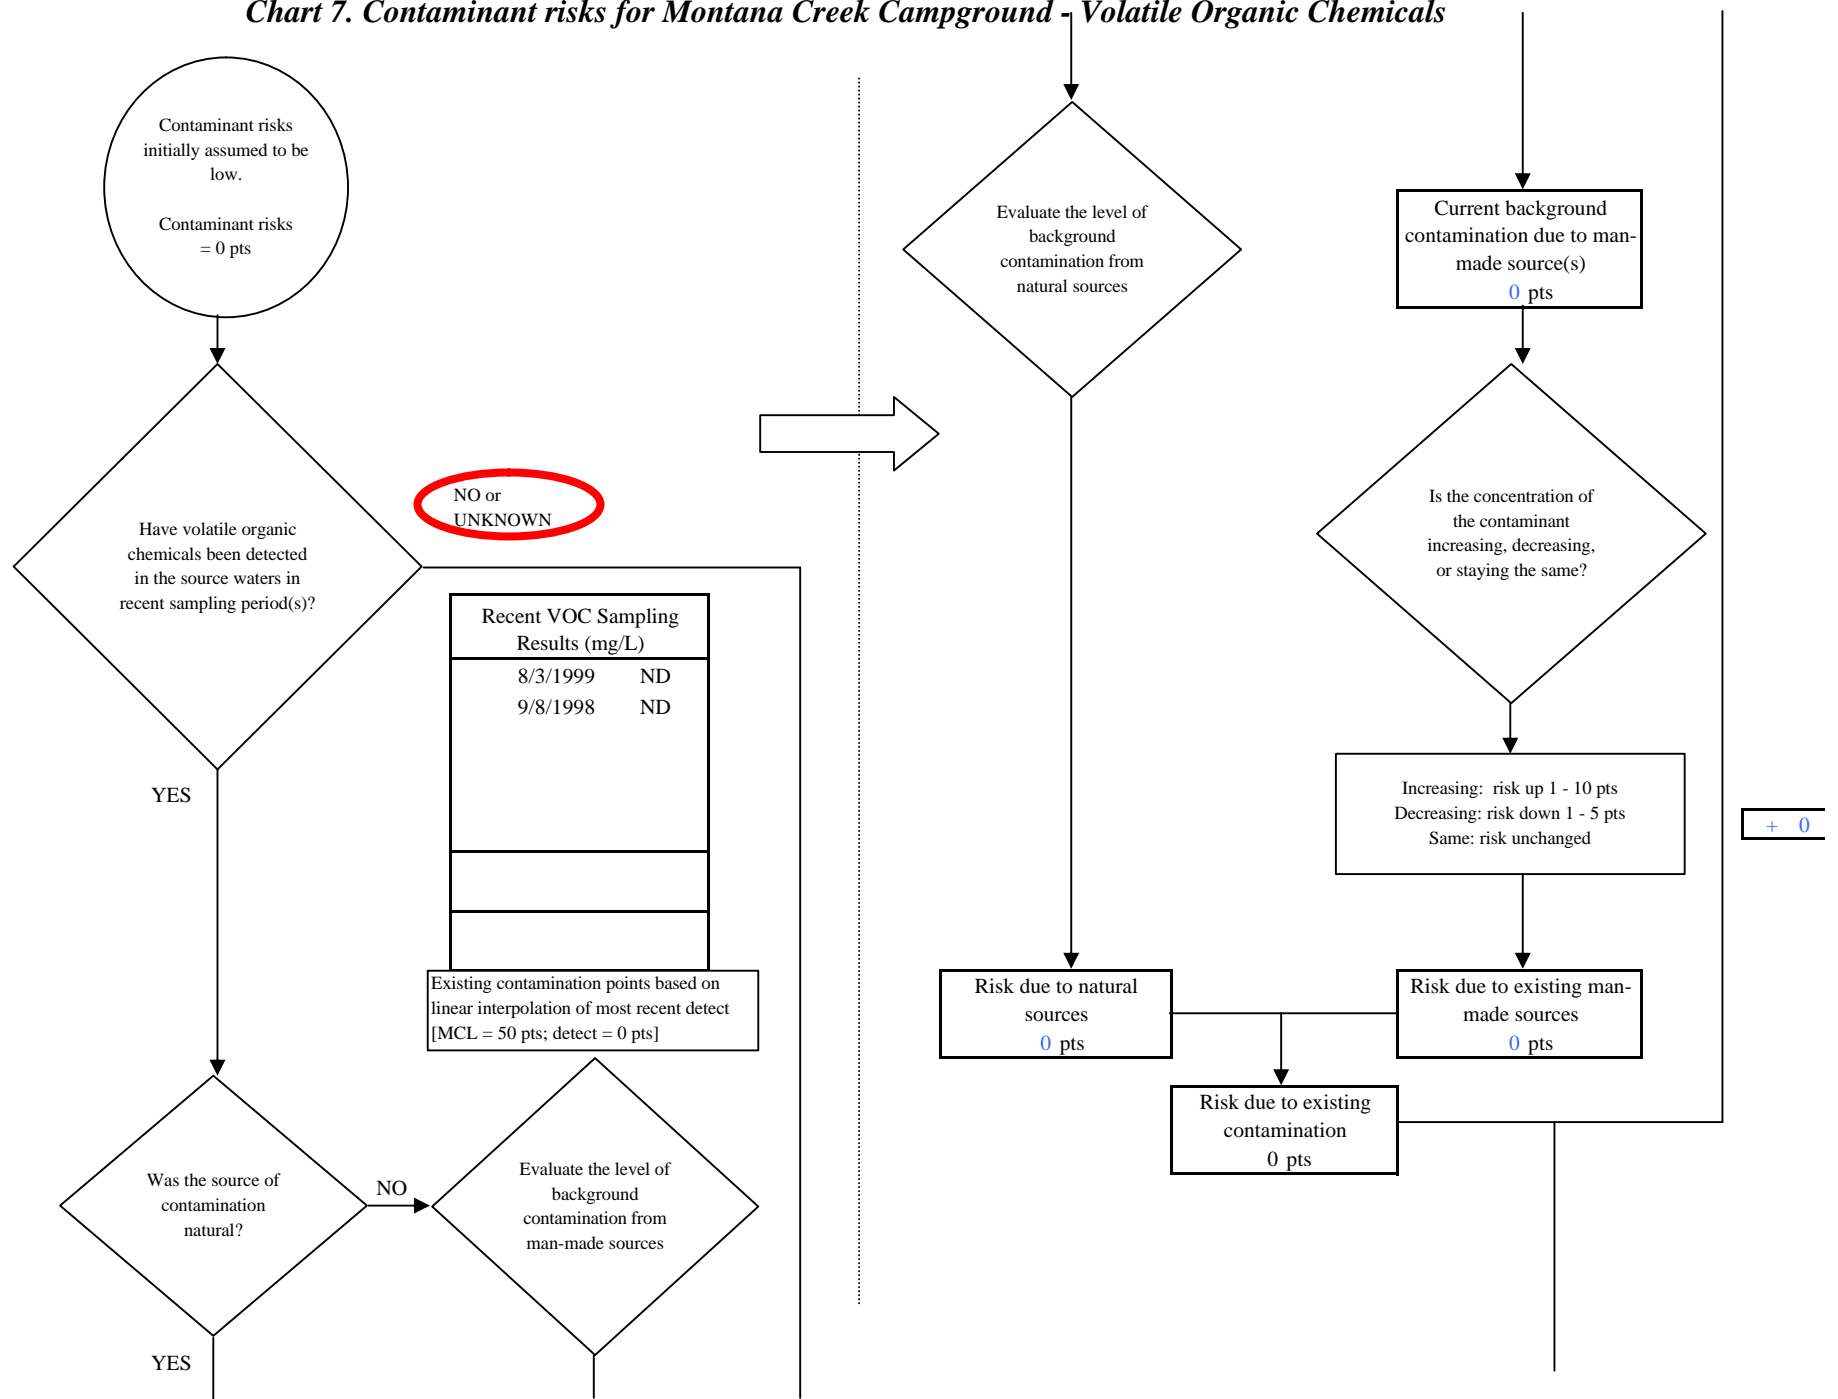 Chart 7. Contaminant risks for Montana Creek Campground - Volatile Organic Chemicals
Contaminant risks
initially assumed to be
low.
Contaminant risks
= 0 pts
Have volatile organic
chemicals been detected
in the source waters in
recent sampling period(s)?
NO or
UNKNOWN
YES
Recent VOC Sampling
Results (mg/L)
8/3/1999 ND
9/8/1998 ND
Existing contamination points based on
linear interpolation of most recent detect
[MCL = 50 pts; detect = 0 pts]
Was the source of
contamination
natural?
NO
YES
Evaluate the level of
background
contamination from
man-made sources
Evaluate the level of
background
contamination from
natural sources
Current background
contamination due to man-
made source(s)
0 pts
Is the concentration of
the contaminant
increasing, decreasing,
or staying the same?
Increasing: risk up 1 - 10 pts
Decreasing: risk down 1 - 5 pts
Same: risk unchanged
+ 0
Risk due to natural
sources
0 pts
Risk due to existing man-
made sources
0 pts
Risk due to existing
contamination
0 pts